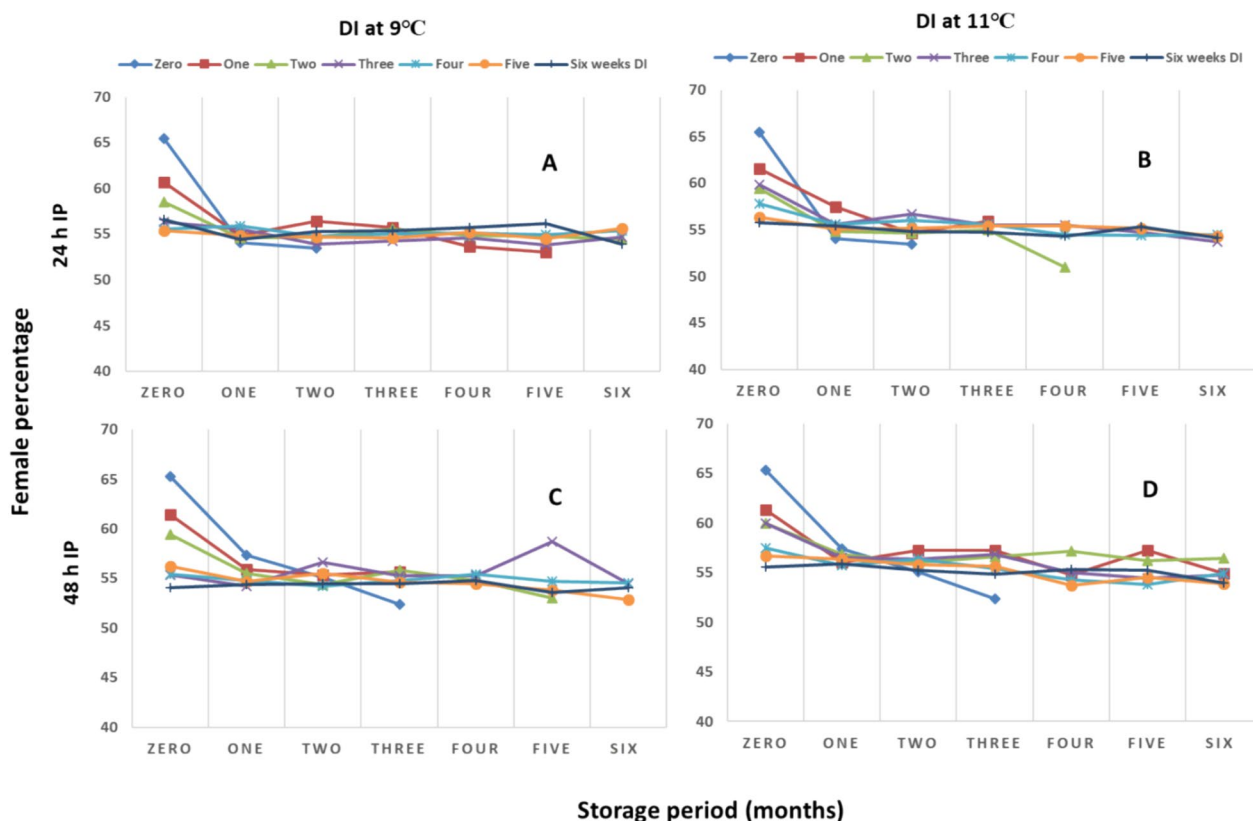 DI at 9℃
DI at 11℃
Zero One Two Three Four Five Six weeks DI
Zero One Two Three Four Five Six weeks DI
Female percentage
24 h IP
70
65
60
55
50
45
40
A
ZERO ONE TWO THREE FOUR FIVE SIX
70
65
60
55
50
45
40
B
ZERO ONE TWO THREE FOUR FIVE SIX
48 h IP
70
65
60
55
50
45
40
C
ZERO ONE TWO THREE FOUR FIVE SIX
70
65
60
55
50
45
40
D
ZERO ONE TWO THREE FOUR FIVE SIX
Storage period (months)